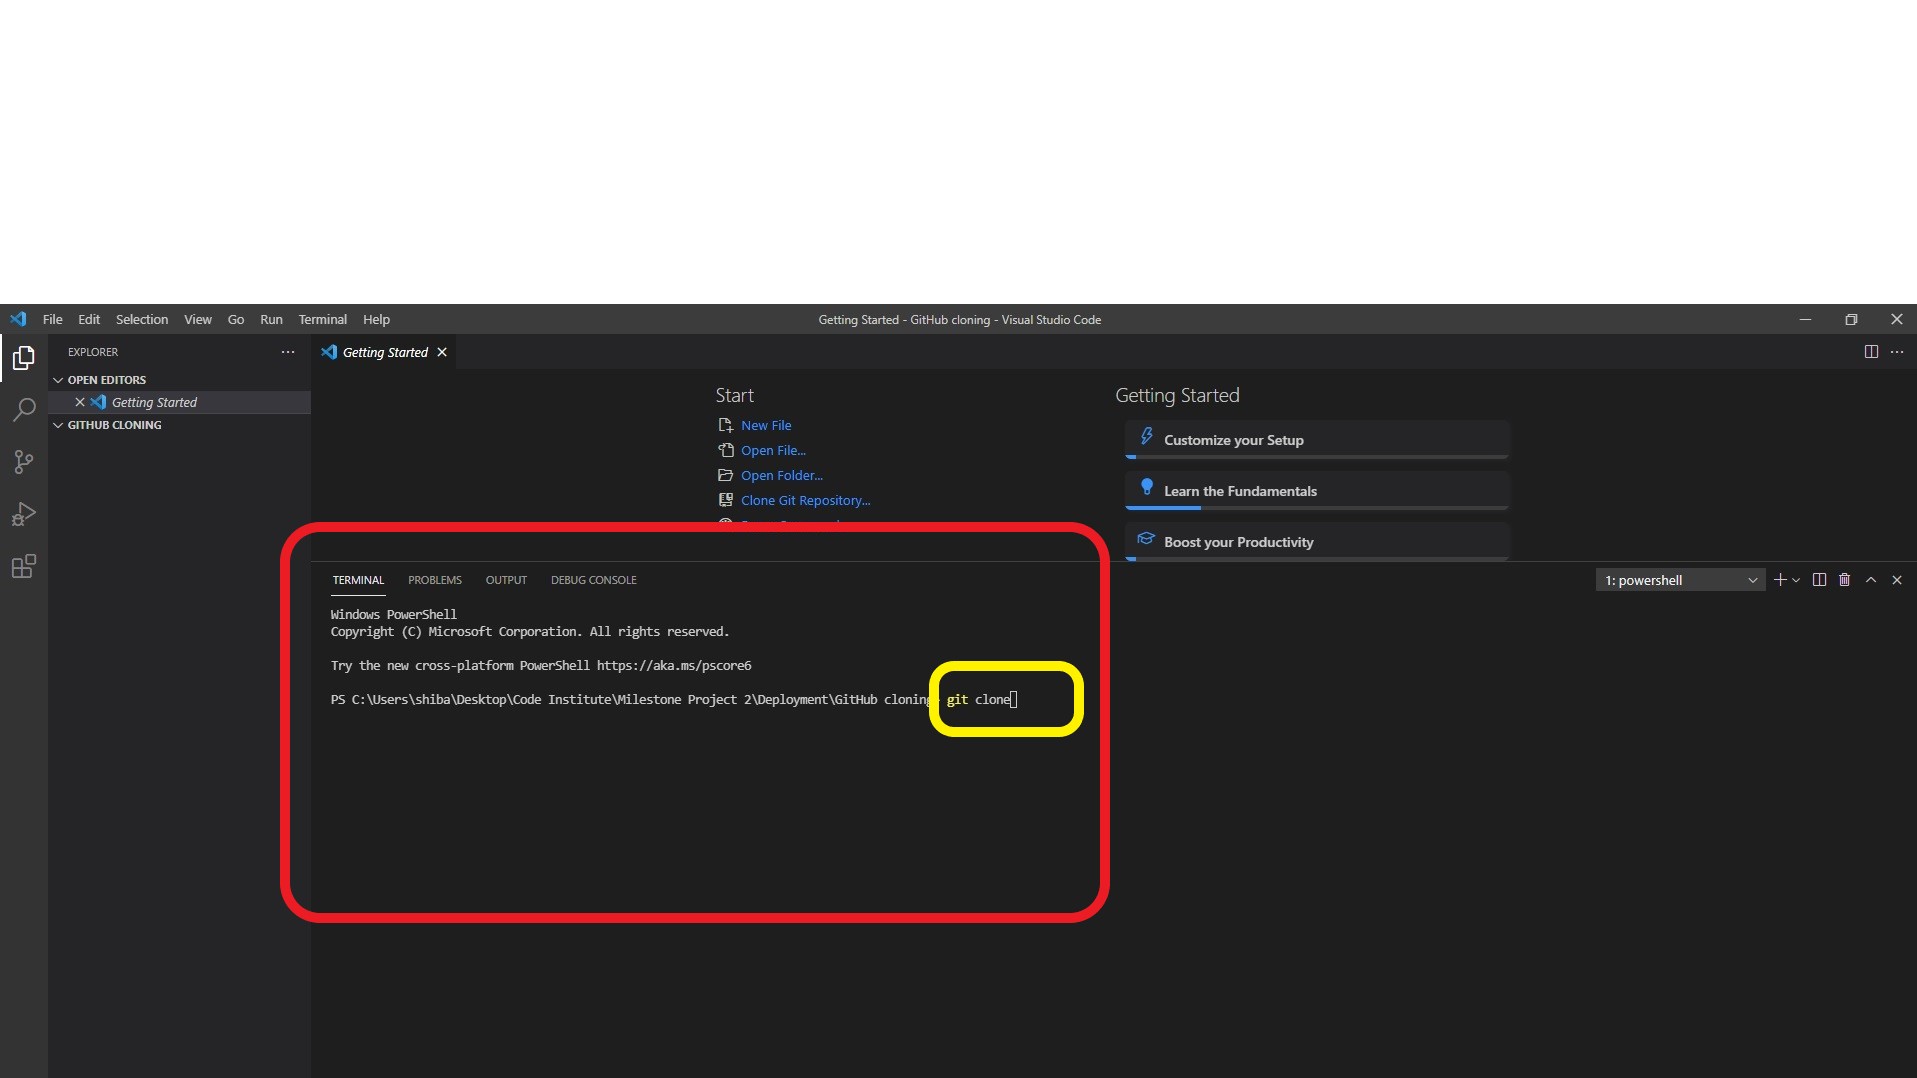 File Edit Selection View Go Run Terminal Help
Getting Started - GitHub cloning - Visual Studio Code
EXPLORER
Getting Started
OPEN EDITORS
Getting Started
GITHUB CLONING
Start
New File
Open File...
Open Folder...
Clone Git Repository...
Getting Started
Customize your Setup
Learn the Fundamentals
Boost your Productivity
TERMINAL PROBLEMS OUTPUT DEBUG CONSOLE
1: powershell
Windows PowerShell
Copyright (C) Microsoft Corporation. All rights reserved.
Try the new cross-platform PowerShell https://aka.ms/pscore6
PS C:\Users\shiba\Desktop\Code Institute\Milestone Project 2\Deployment\GitHub cloning git clone